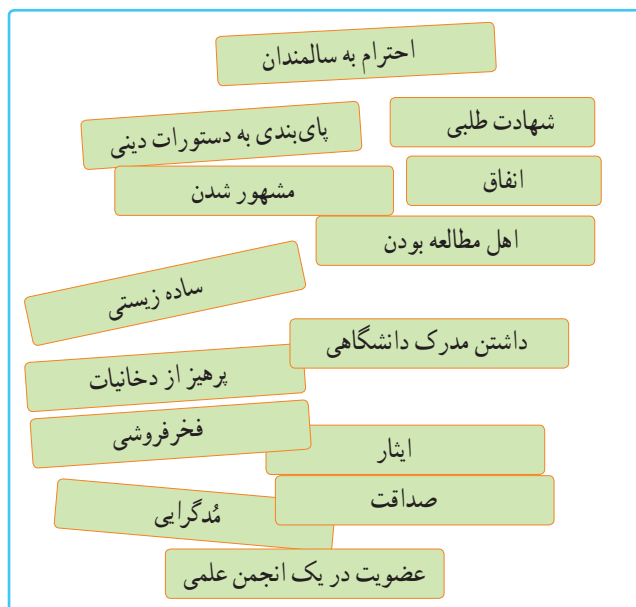 احترام به سالمندان
شهادت طلبی
پای‌بندی به دستورات دینی
انفاق
مشهور شدن
اهل مطالعه بودن
ساده زیستی
داشتن مدرک دانشگاهی
پرهیز از دخانیات
فخرفروشی
ایثار
صداقت
مُدگرایی
عضویت در یک انجمن علمی